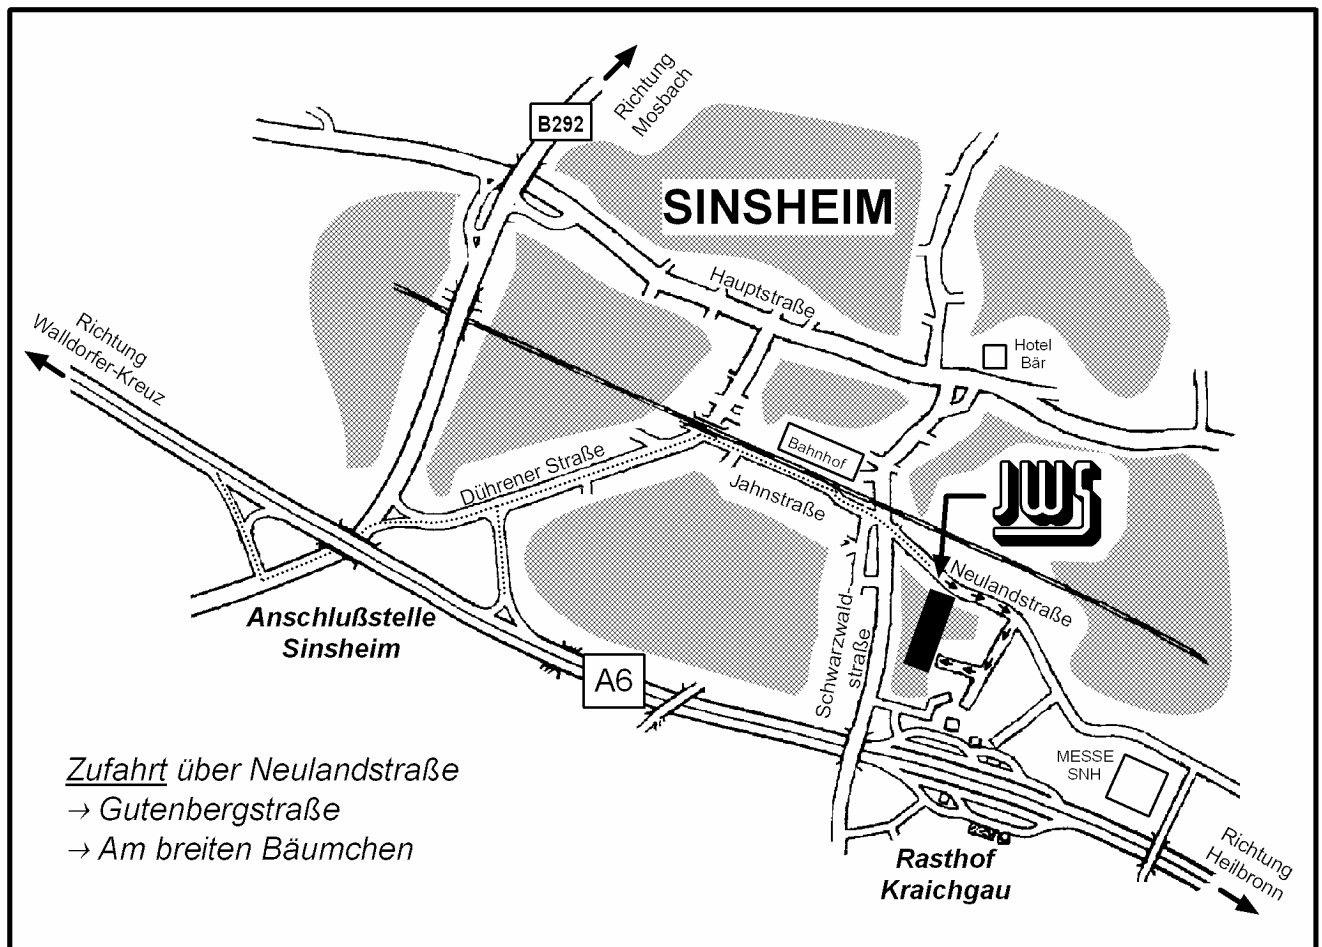 Richtung
Mosbach
B292
SINSHEIM
Hauptstraße
Richtung
Walldorfer-Kreuz
Hotel
Bär
Bahnhof
Dührener Straße
Jahnstraße
JWS
Neulandstraße
Anschlußstelle
Sinsheim
Schwarzwald-
straße
A6
Zufahrt über Neulandstraße
→ Gutenbergstraße
→ Am breiten Bäumchen
MESSE
SNH
Rasthof
Kraichgau
Richtung
Heilbronn